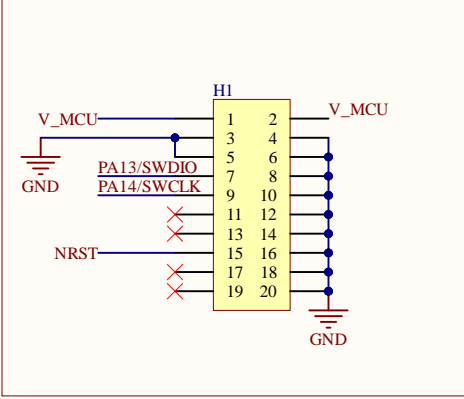 H1
V_MCU 1 2 V_MCU
3 4
5 6
PA13/SWDIO 7 8
PA14/SWCLK 9 10
GND
11 12
13 14
NRST 15 16
17 18
19 20
GND